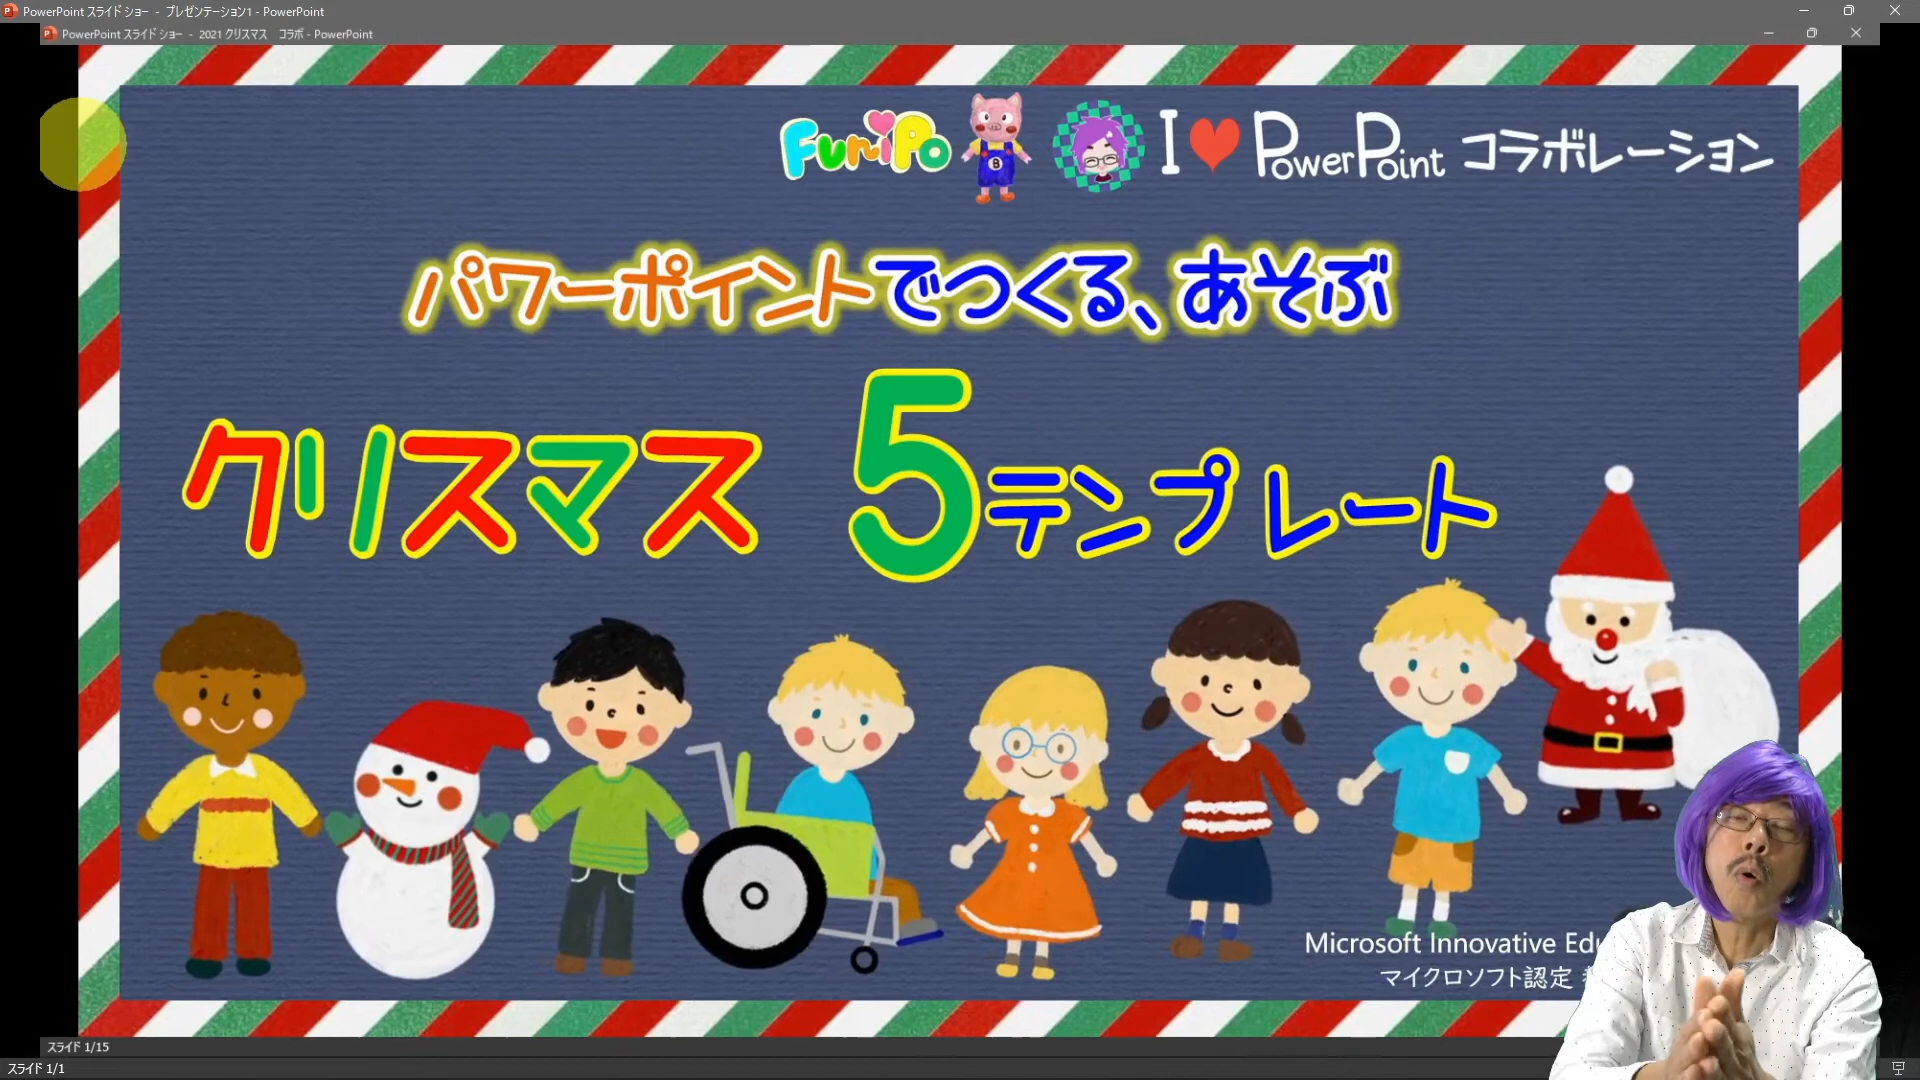 PowerPoint スライド ショー - プレゼンテーション1 - PowerPoint
PowerPoint スライド ショー - 2021 クリスマス コラボ - PowerPoint
FuniPo
B
I ❤ PowerPoint コラボレーション
パワーポイントでつくる、あそぶ
クリスマス 5テンプレート
Microsoft Innovative
マイクロソフト認定
スライド 1/15
スライド 1/1